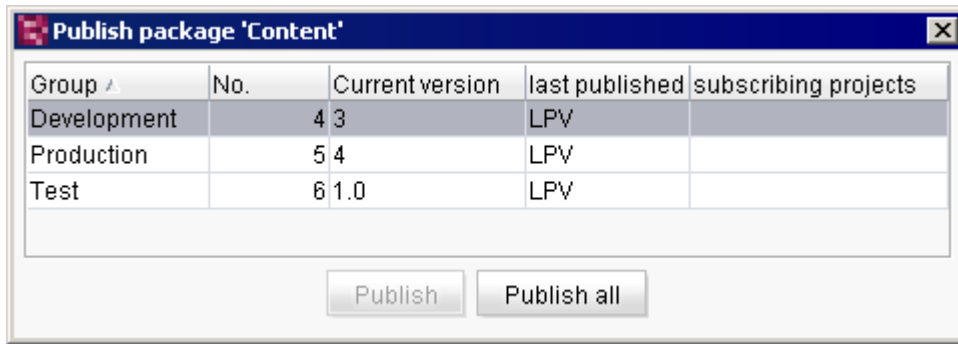 Publish package 'Content'
Group No. Current version last published subscribing projects
Development 4 3 LPV
Production 5 4 LPV
Test 6 1.0 LPV
Publish Publish all